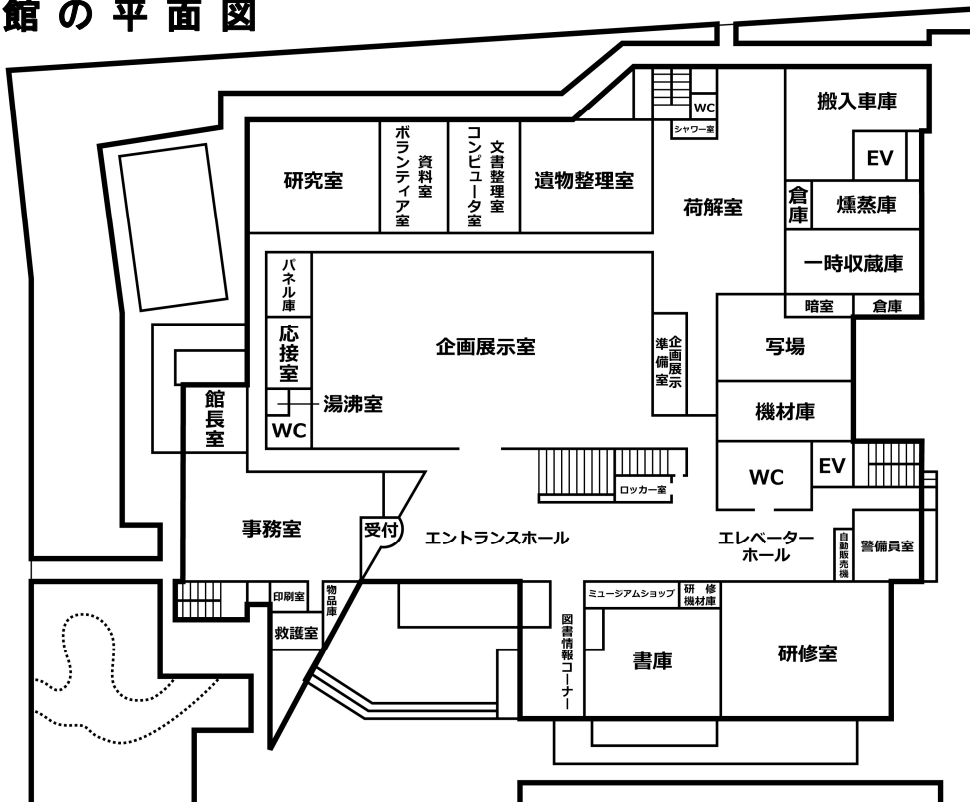 館の平面図
搬入車庫
WC
シャワー室
EV
研究室
ボランティア室
資料室
コンピュータ室
文書整理室
遺物整理室
荷解室
倉庫
燻蒸庫
一時収蔵庫
暗室
倉庫
パネル庫
応接室
湯沸室
WC
企画展示室
企画展示
準備室
写場
機材庫
館長室
WC
EV
ロッカー室
事務室
受付
エントランスホール
エレベーター
ホール
自動販売機
警備員室
印刷室
物品庫
救護室
図書情報コーナー
ミュージアムショップ
研修
機材庫
書庫
研修室